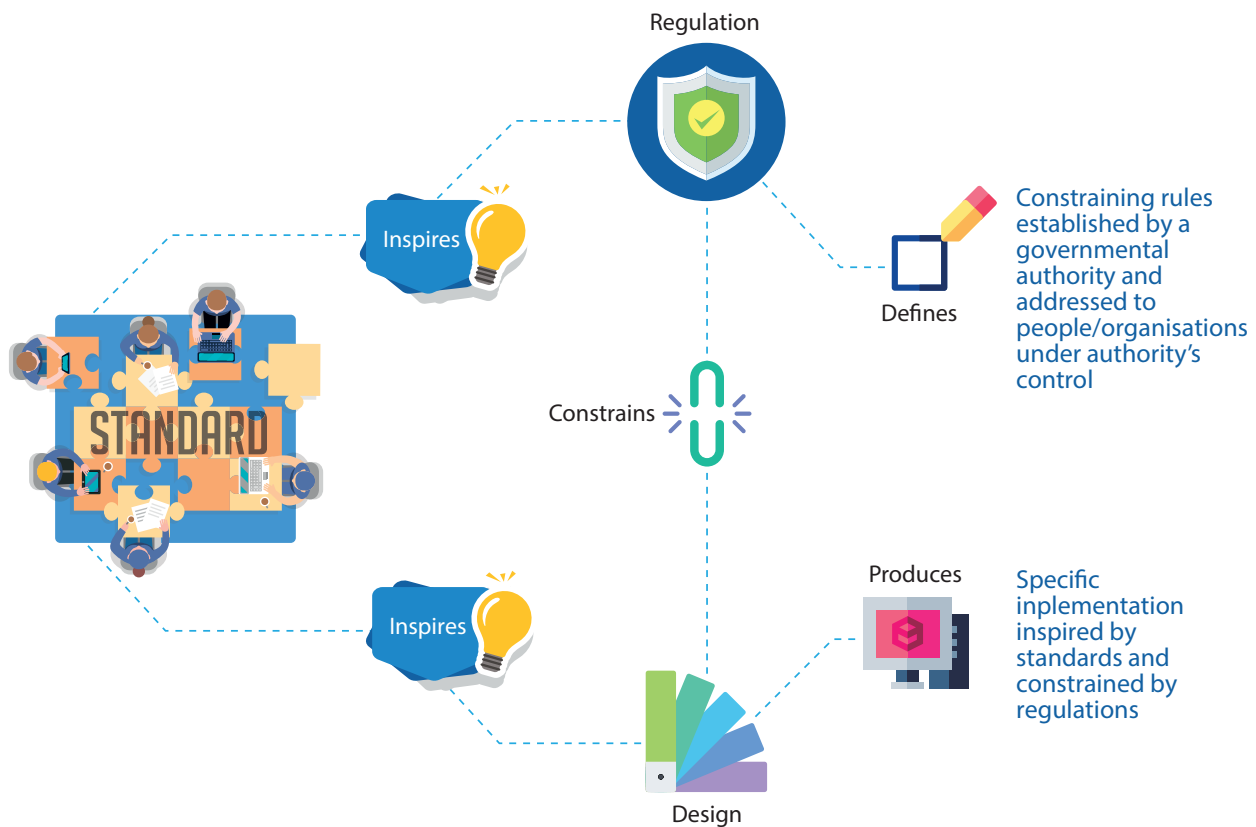 Regulation
Inspires
Constraining rules
established by a
governmental
authority and
addressed to
people/organisations
under authority’s
control
Defines
STANDARD
Constrains
Inspires
Produces
Specific
inplementation
inspired by
standards and
constrained by
regulations
Design